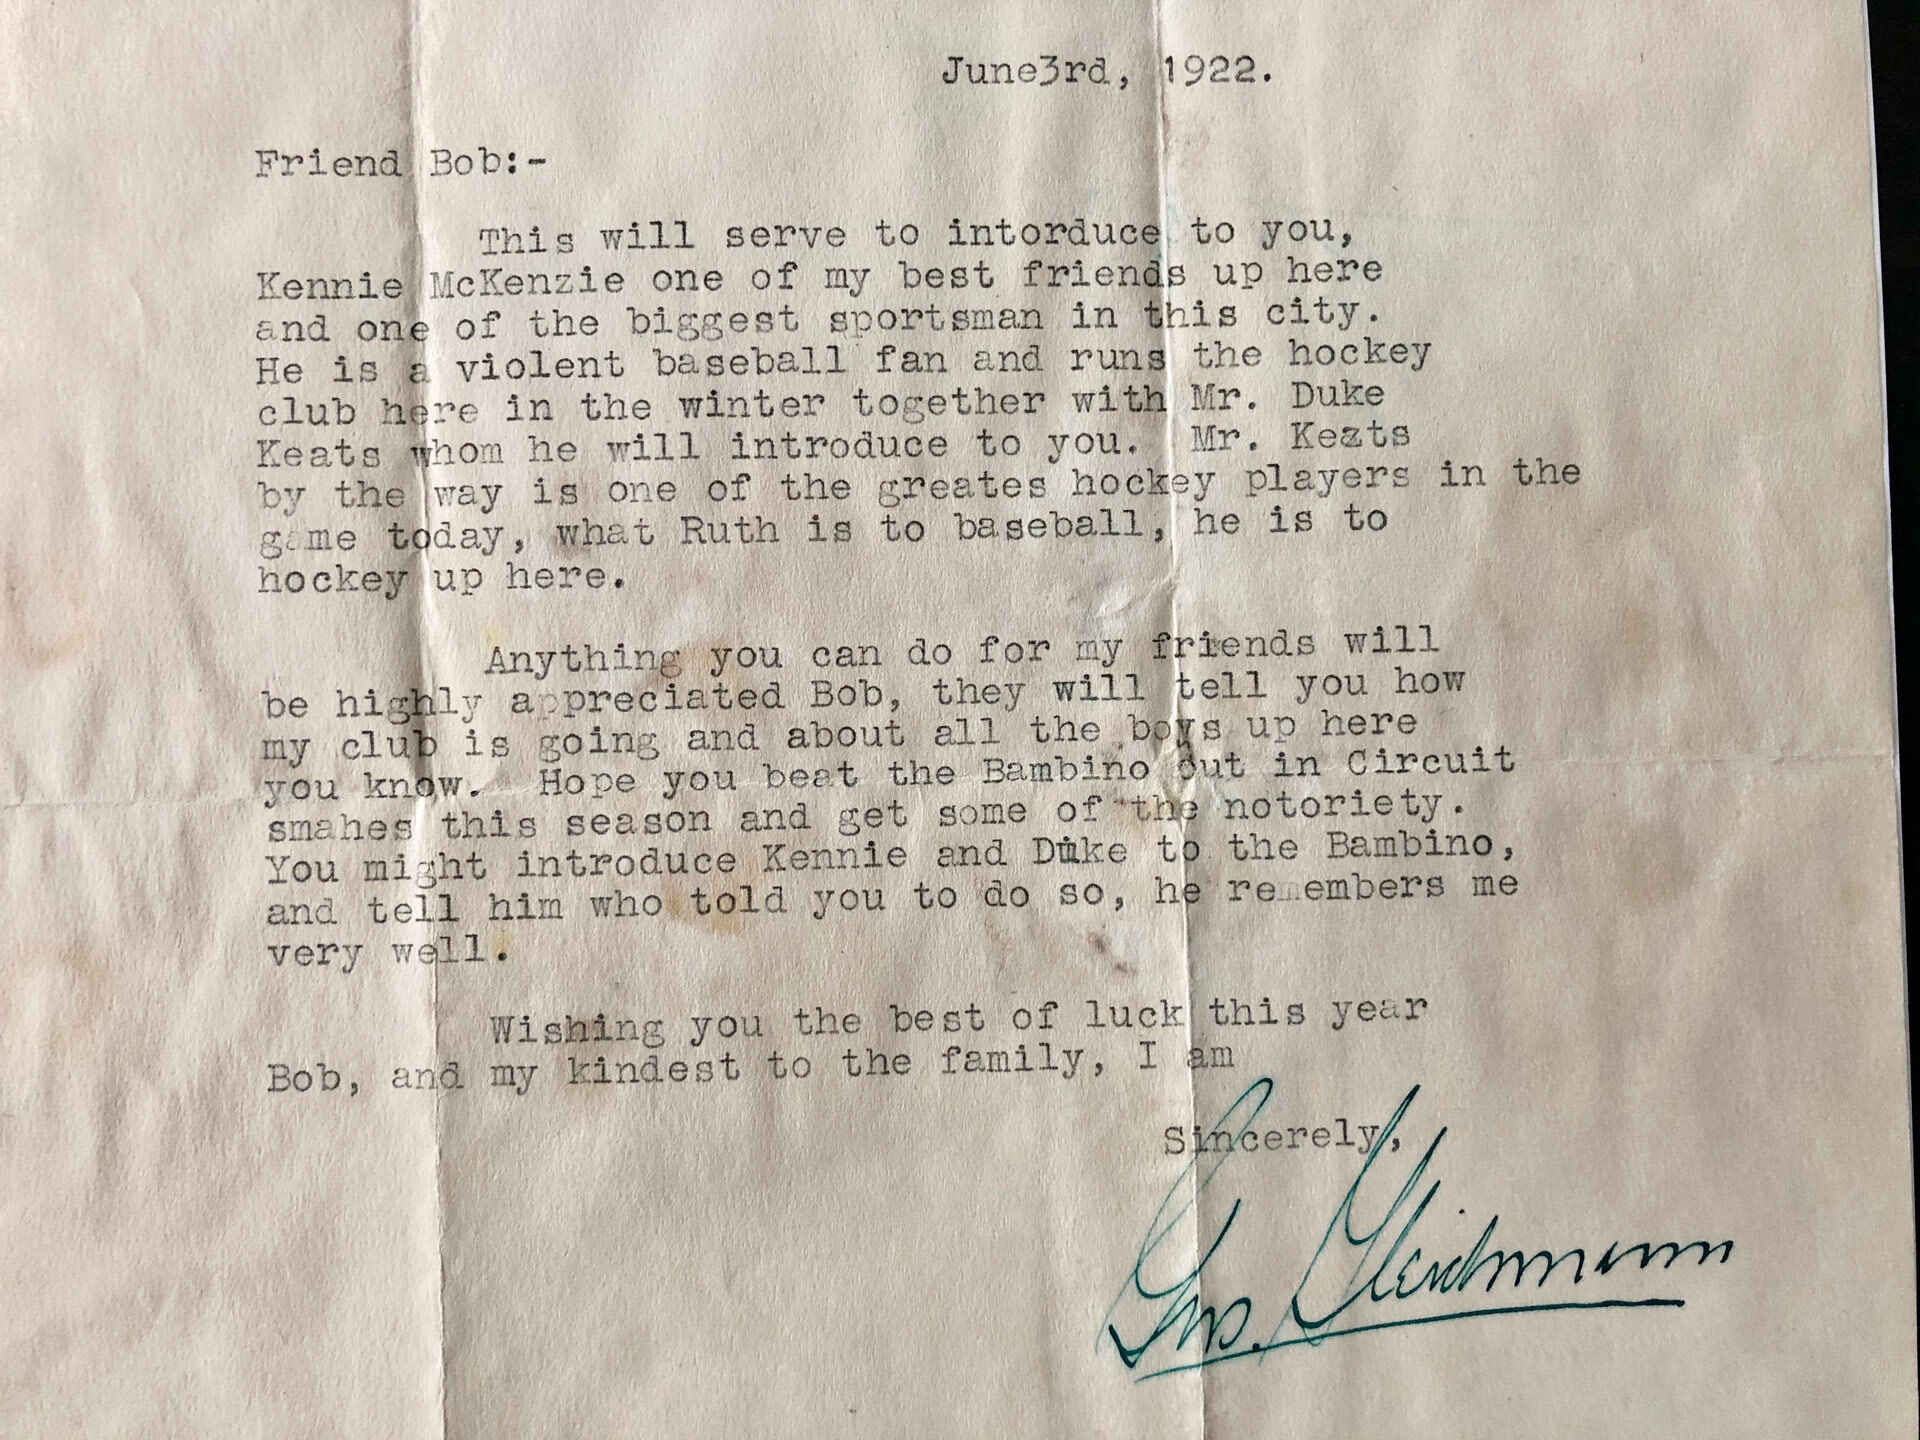 June3rd, 1922.
Friend Bob:-
This will serve to intorduce to you,
Kennie McKenzie one of my best friends up here
and one of the biggest sportsman in this city.
He is a violent baseball fan and runs the hockey
club here in the winter together with Mr. Duke
Keats whom he will introduce to you. Mr. Kezts
by the way is one of the greates hockey players in the
game today, what Ruth is to baseball, he is to
hockey up here.
Anything you can do for my friends will
be highly appreciated Bob, they will tell you how
my club is going and about all the boys up here
you know. Hope you beat the Bambino out in Circuit
smahes this season and get some of the notoriety.
You might introduce Kennie and Duke to the Bambino,
and tell him who told you to do so, he remembers me
very well.
Wishing you the best of luck this year
Bob, and my kindest to the family, I am
Sincerely,
Gus. Gleichmann